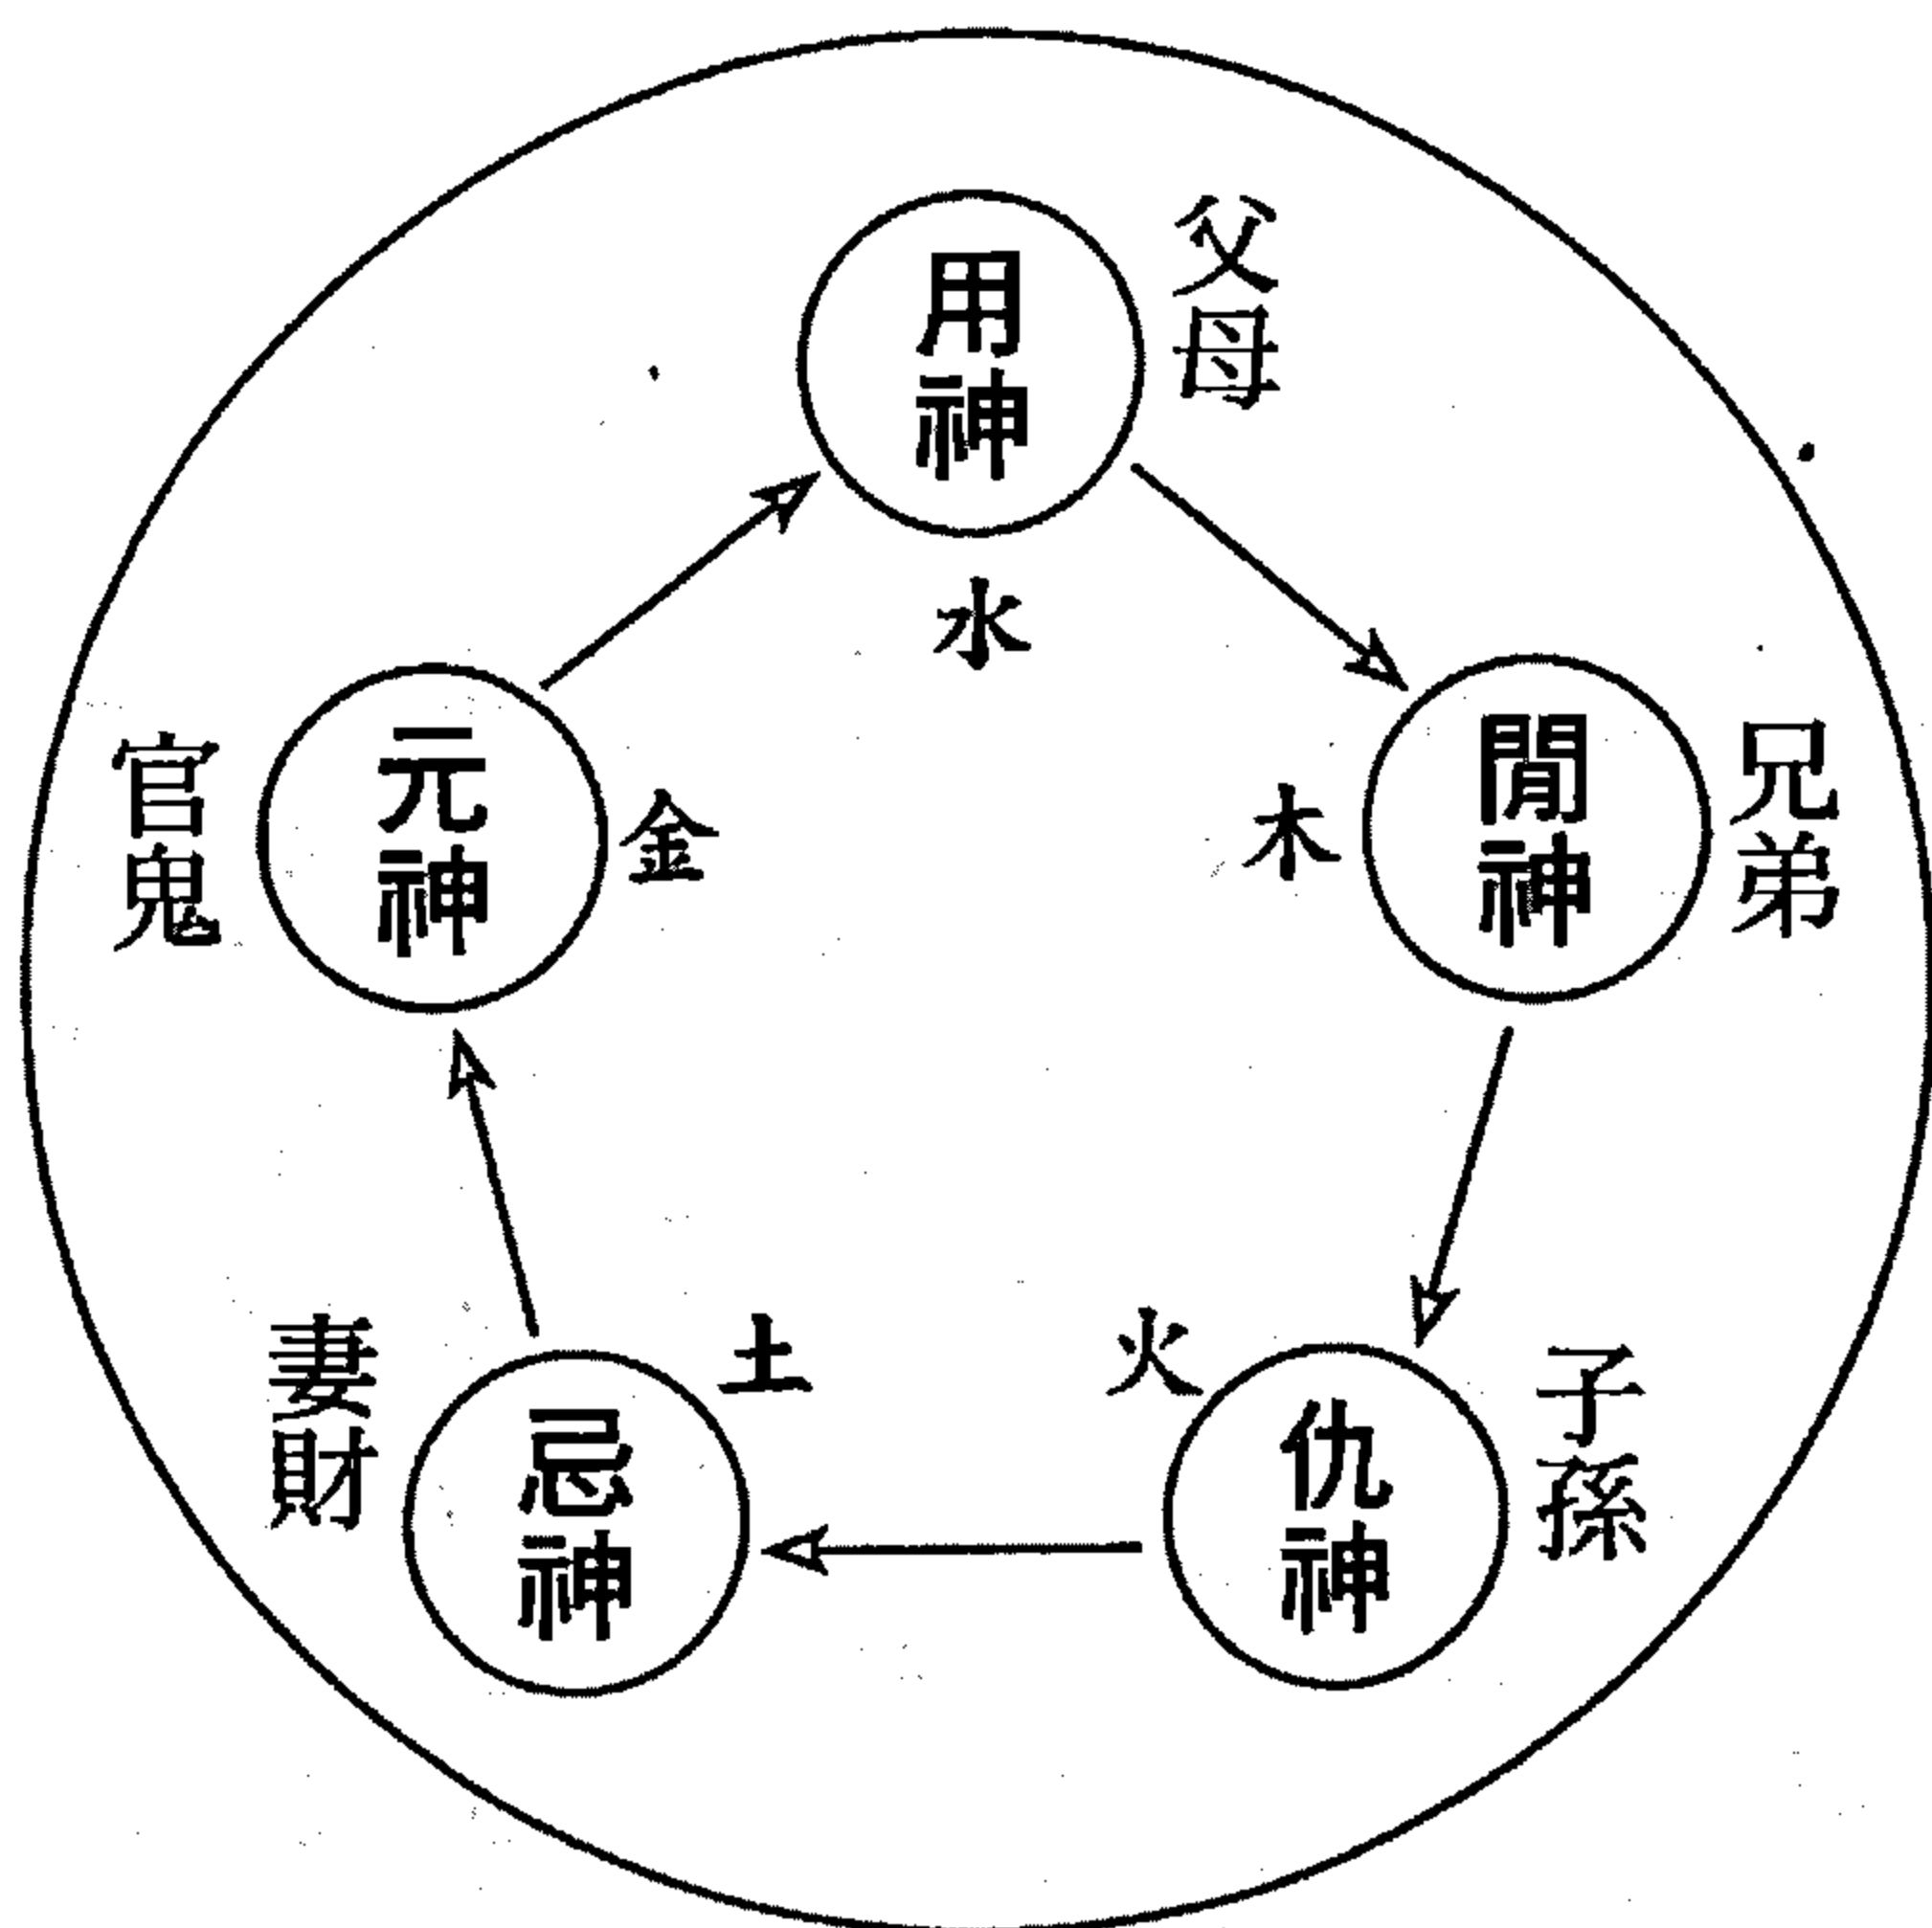 用神
父母
水
閒神
兄弟
木
仇神
子孫
火
忌神
妻財
土
元神
官鬼
金